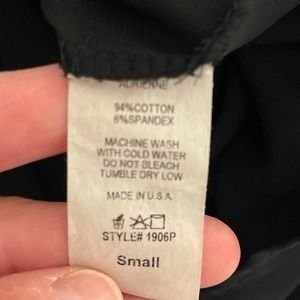 ADRIENNE
94%COTTON
6%SPANDEX
MACHINE WASH
WITH COLD WATER
DO NOT BLEACH
TUMBLE DRY LOW
MADE IN U.S.A.
STYLE# 1906P
Small